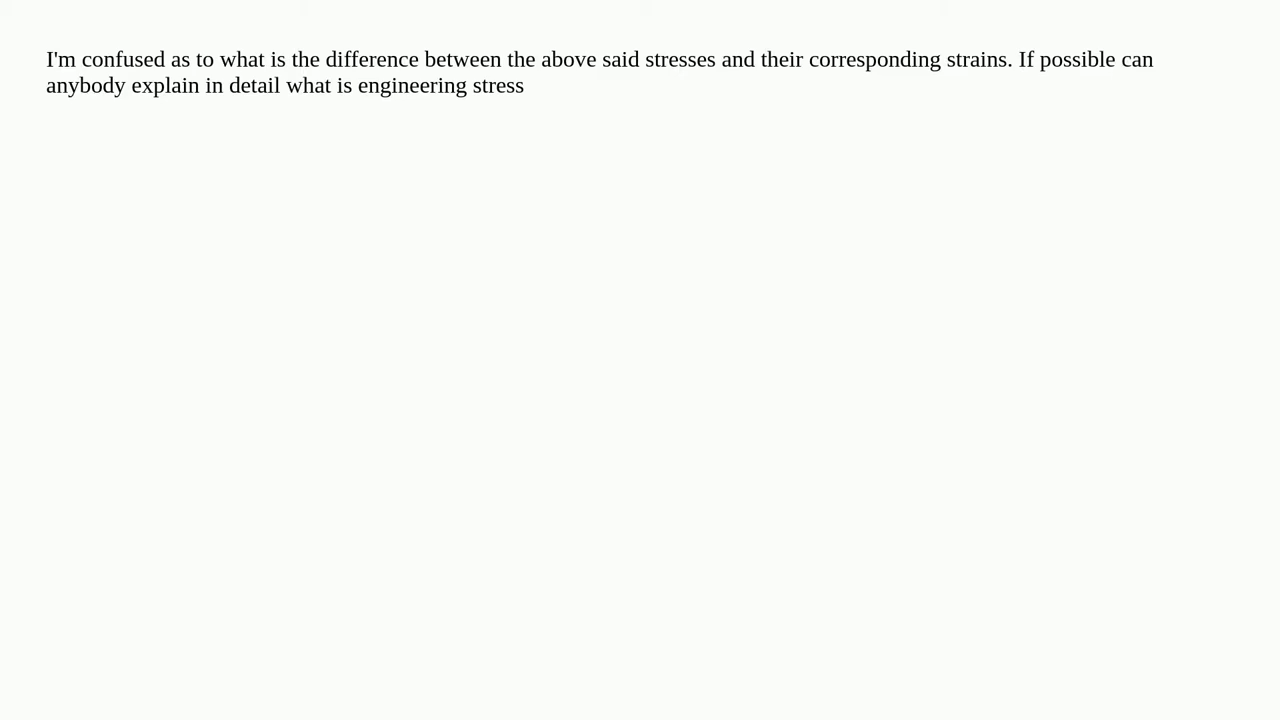 I'm confused as to what is the difference between the above said stresses and their corresponding strains. If possible can
anybody explain in detail what is engineering stress